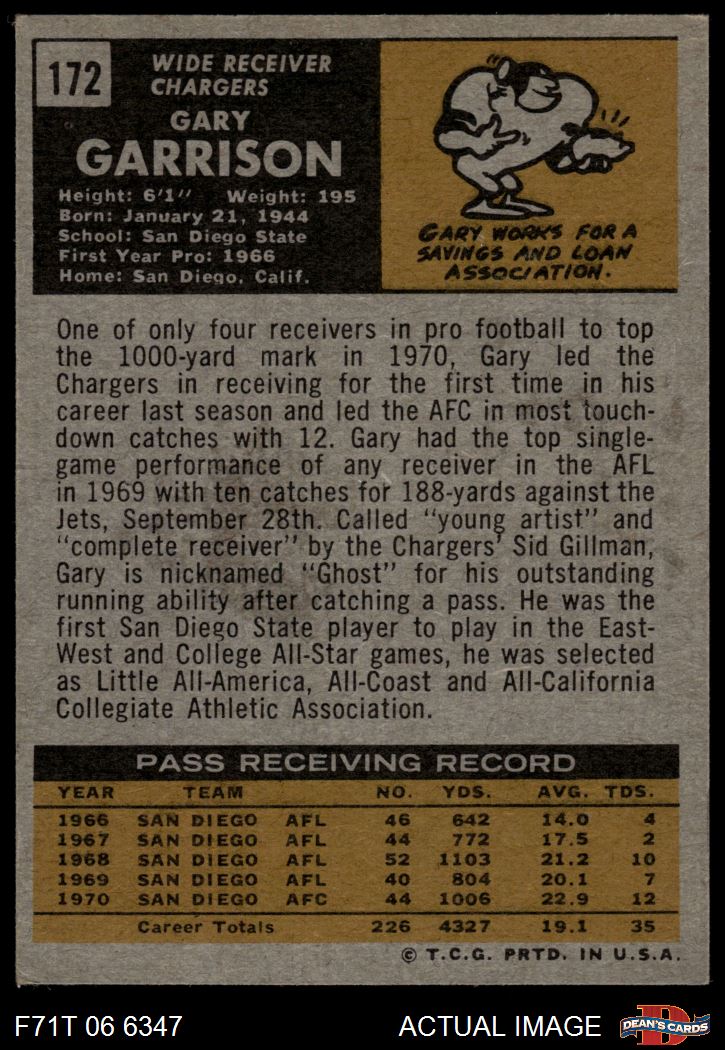 172
WIDE RECEIVER
CHARGERS
GARY
GARRISON
Height: 6'1" Weight: 195
Born: January 21, 1944
School: San Diego State
First Year Pro: 1966
Home: San Diego, Calif.
GARY WORKS FOR A
SAVINGS AND LOAN
ASSOCIATION.
One of only four receivers in pro football to top
the 1000-yard mark in 1970, Gary led the
Chargers in receiving for the first time in his
career last season and led the AFC in most touch-
down catches with 12. Gary had the top single-
game performance of any receiver in the AFL
in 1969 with ten catches for 188-yards against the
Jets, September 28th. Called "young artist" and
"complete receiver" by the Chargers' Sid Gillman,
Gary is nicknamed "Ghost" for his outstanding
running ability after catching a pass. He was the
first San Diego State player to play in the East-
West and College All-Star games, he was selected
as Little All-America, All-Coast and All-California
Collegiate Athletic Association.
PASS RECEIVING RECORD
YEAR TEAM NO. YDS. AVG. TDS.
1966 SAN DIEGO AFL 46 642 14.0 4
1967 SAN DIEGO AFL 44 772 17.5 2
1968 SAN DIEGO AFL 52 1103 21.2 10
1969 SAN DIEGO AFL 40 804 20.1 7
1970 SAN DIEGO AFC 44 1006 22.9 12
Career Totals 226 4327 19.1 35
© T.C.G. PRTD. IN U.S.A.
F71T 06 6347 ACTUAL IMAGE D DEAN'S CARDS